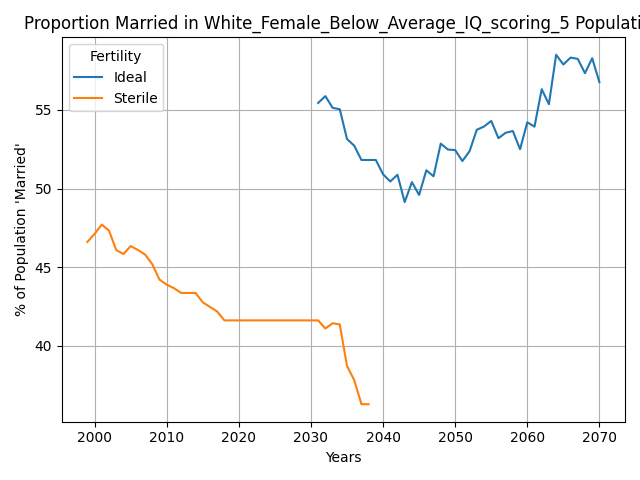 Proportion Married in White_Female_Below_Average_IQ_scoring_5 Populati
Fertility
Ideal
Sterile
55
50
45
40
% of Population 'Married'
2000 2010 2020 2030 2040 2050 2060 2070
Years